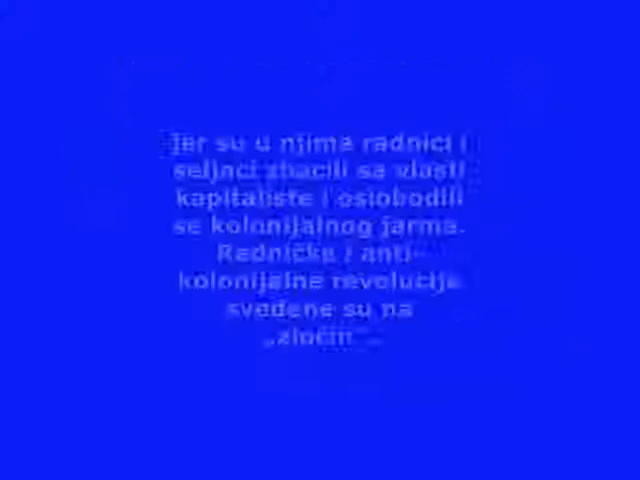 Jer su u njima radnici i
seljaci zbacili sa vlasti
kapitaliste i oslobodili
se kolonijalnog jarma.
Radničke i anti-
kolonijalne revolucije
svedene su na
„zločin“.